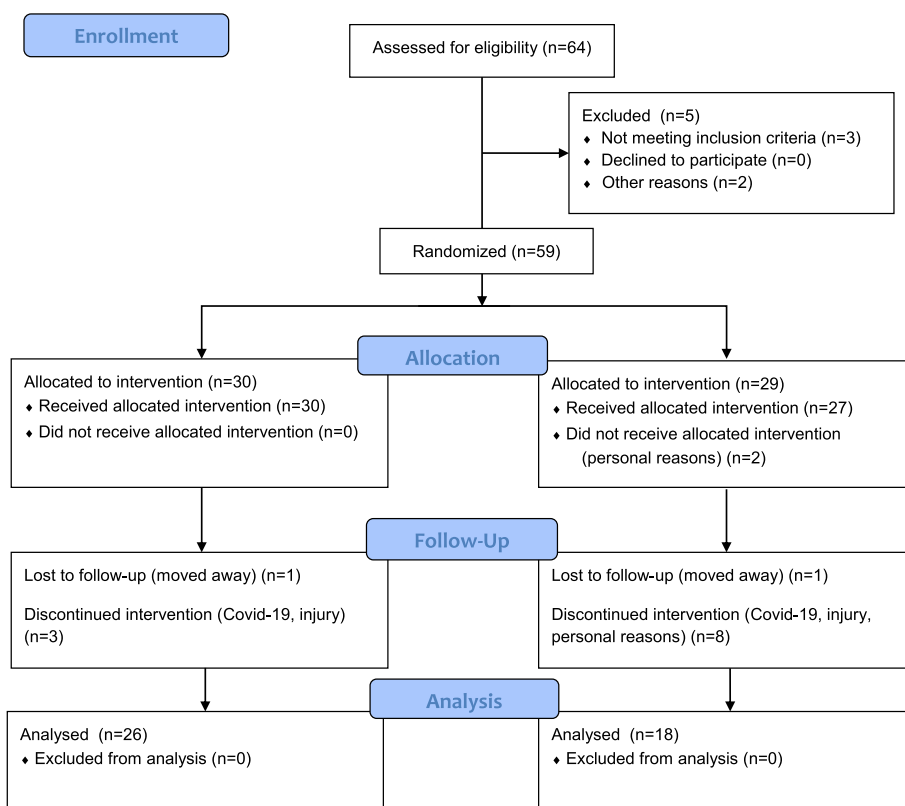 Enrollment
Assessed for eligibility (n=64)
Excluded (n=5)
♦ Not meeting inclusion criteria (n=3)
♦ Declined to participate (n=0)
♦ Other reasons (n=2)
Randomized (n=59)
Allocation
Allocated to intervention (n=30)
♦ Received allocated intervention (n=30)
♦ Did not receive allocated intervention (n=0)
Allocated to intervention (n=29)
♦ Received allocated intervention (n=27)
♦ Did not receive allocated intervention
(personal reasons) (n=2)
Follow-Up
Lost to follow-up (moved away) (n=1)
Discontinued intervention (Covid-19, injury)
(n=3)
Lost to follow-up (moved away) (n=1)
Discontinued intervention (Covid-19, injury,
personal reasons) (n=8)
Analysis
Analysed (n=26)
♦ Excluded from analysis (n=0)
Analysed (n=18)
♦ Excluded from analysis (n=0)